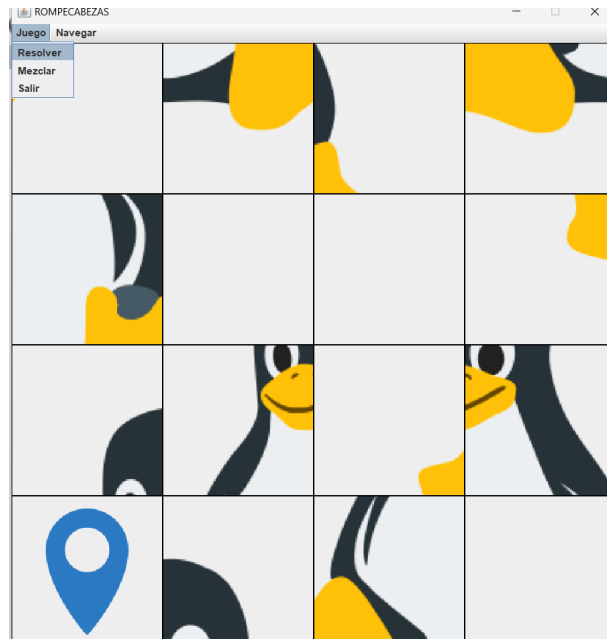 ROMPECABEZAS
Juego Navegar
Resolver
Mezclar
Salir